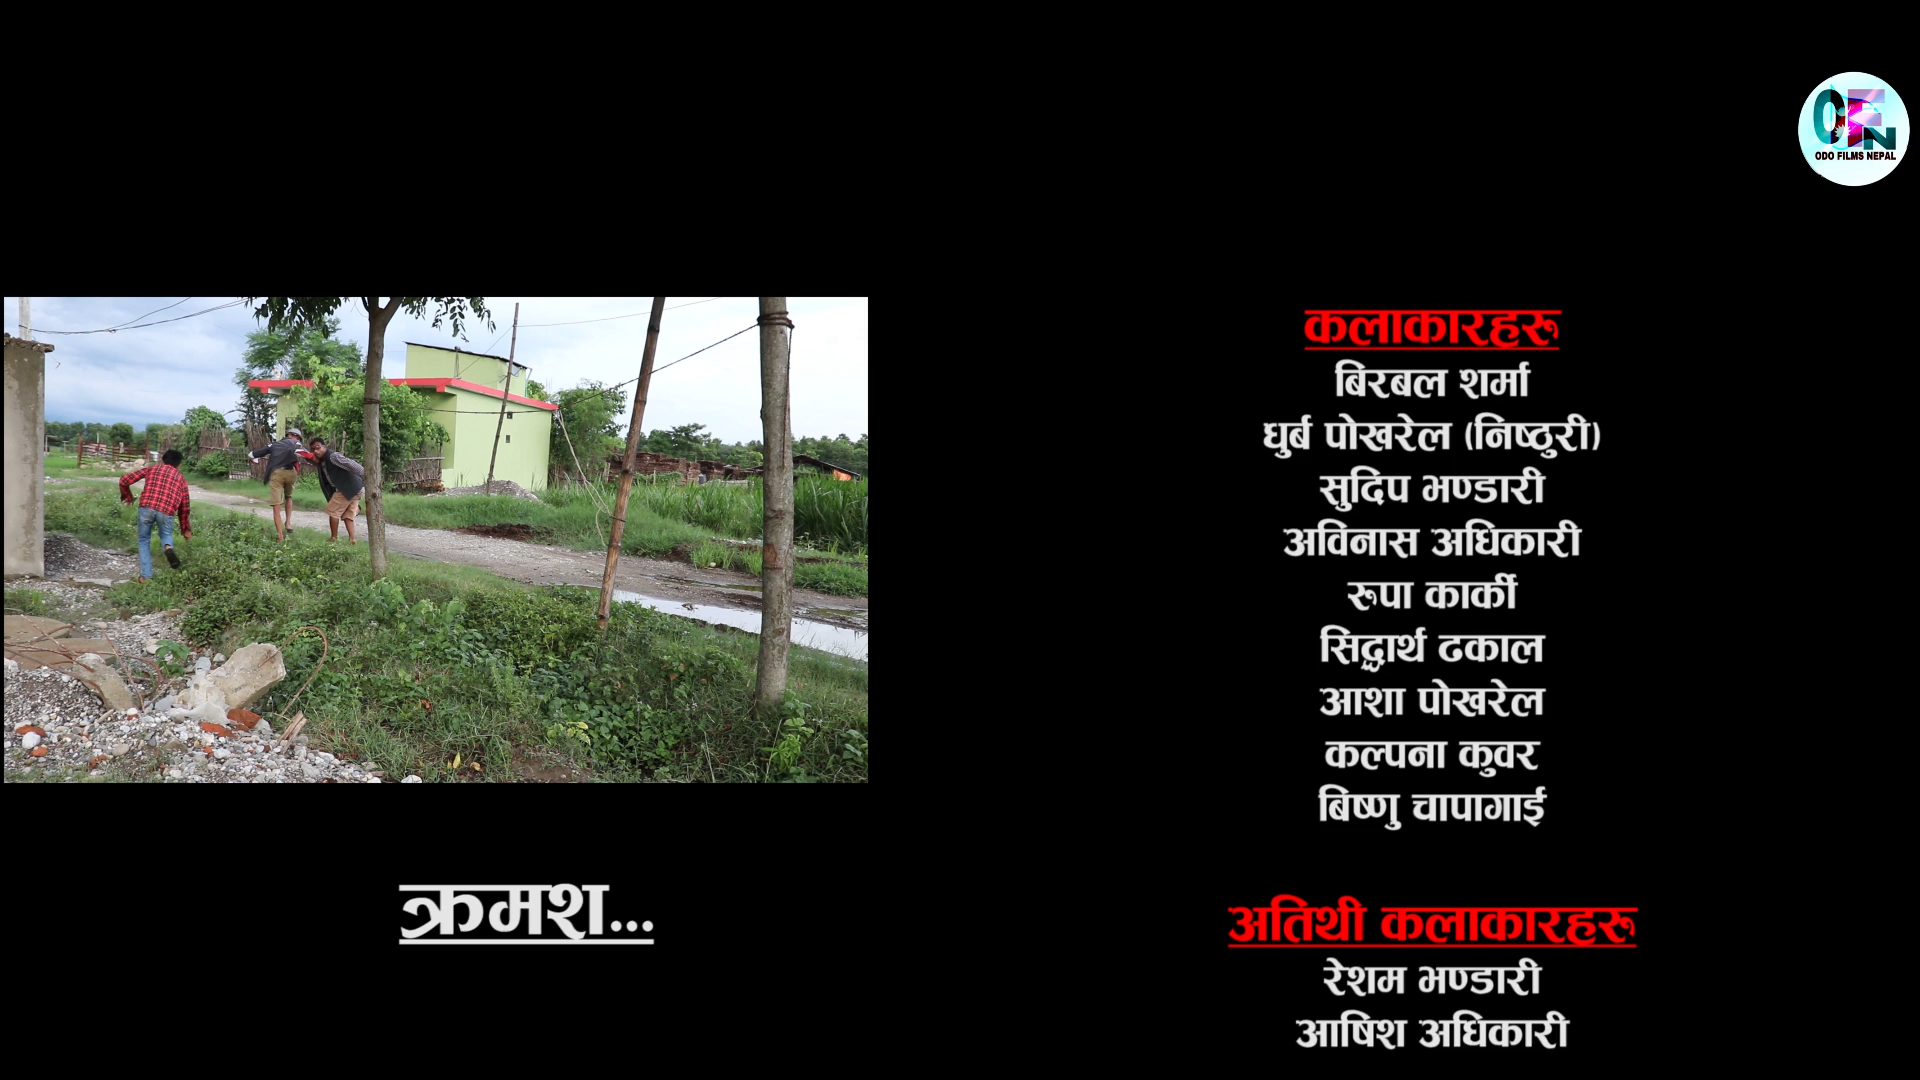 ODO FILMS NEPAL
कलाकारहरू
बिरबल शर्मा
धुर्ब पोखरेल (निष्ठुरी)
सुदिप भण्डारी
अविनास अधिकारी
रूपा कार्की
सिद्धार्थ ढकाल
आशा पोखरेल
कल्पना कुवर
बिष्णु चापागाई
क्रमश...
अतिथी कलाकारहरू
रेशम भण्डारी
आषिश अधिकारी